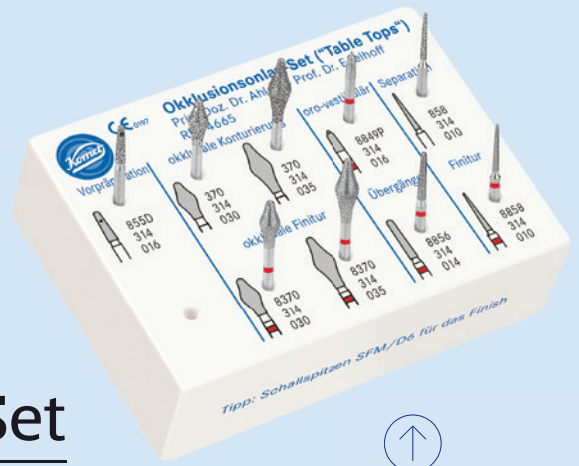 Okklusionsonlay-Set ("Table Tops")
Priv.-Doz. Dr. Ahlers, Prof. Dr. Edelhoff
4665
CE 0197
Komet
Vorpräparation
855D
314
016
okklusale Konturierung
370
314
030
370
314
035
oro-vestibulär
8849P
314
016
Separation
858
314
010
okklusale Finitur
8370
314
030
8370
314
035
Übergänge
8856
314
014
Finitur
8858
314
010
Tipp: Schallspitzen SFM/D6 für das Finish
Set